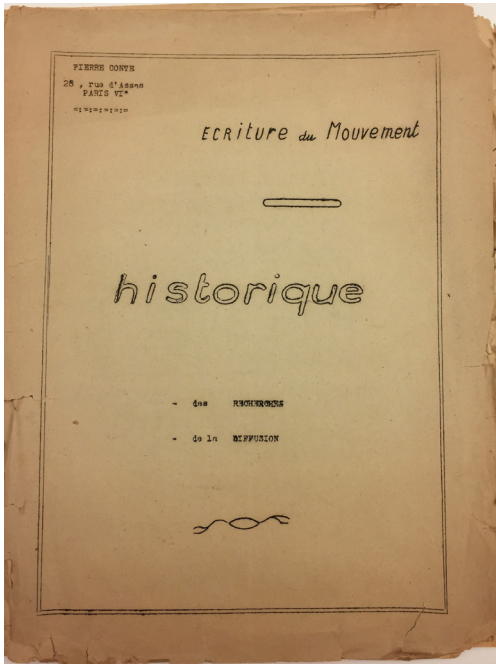 PIERRE CONTE
28 , rue d'Assas
PARIS VI°
=:=:=:=:=:=
ECRiTURE du Mouvement
historique
- des RECHERCHES
- de la DIFFUSION